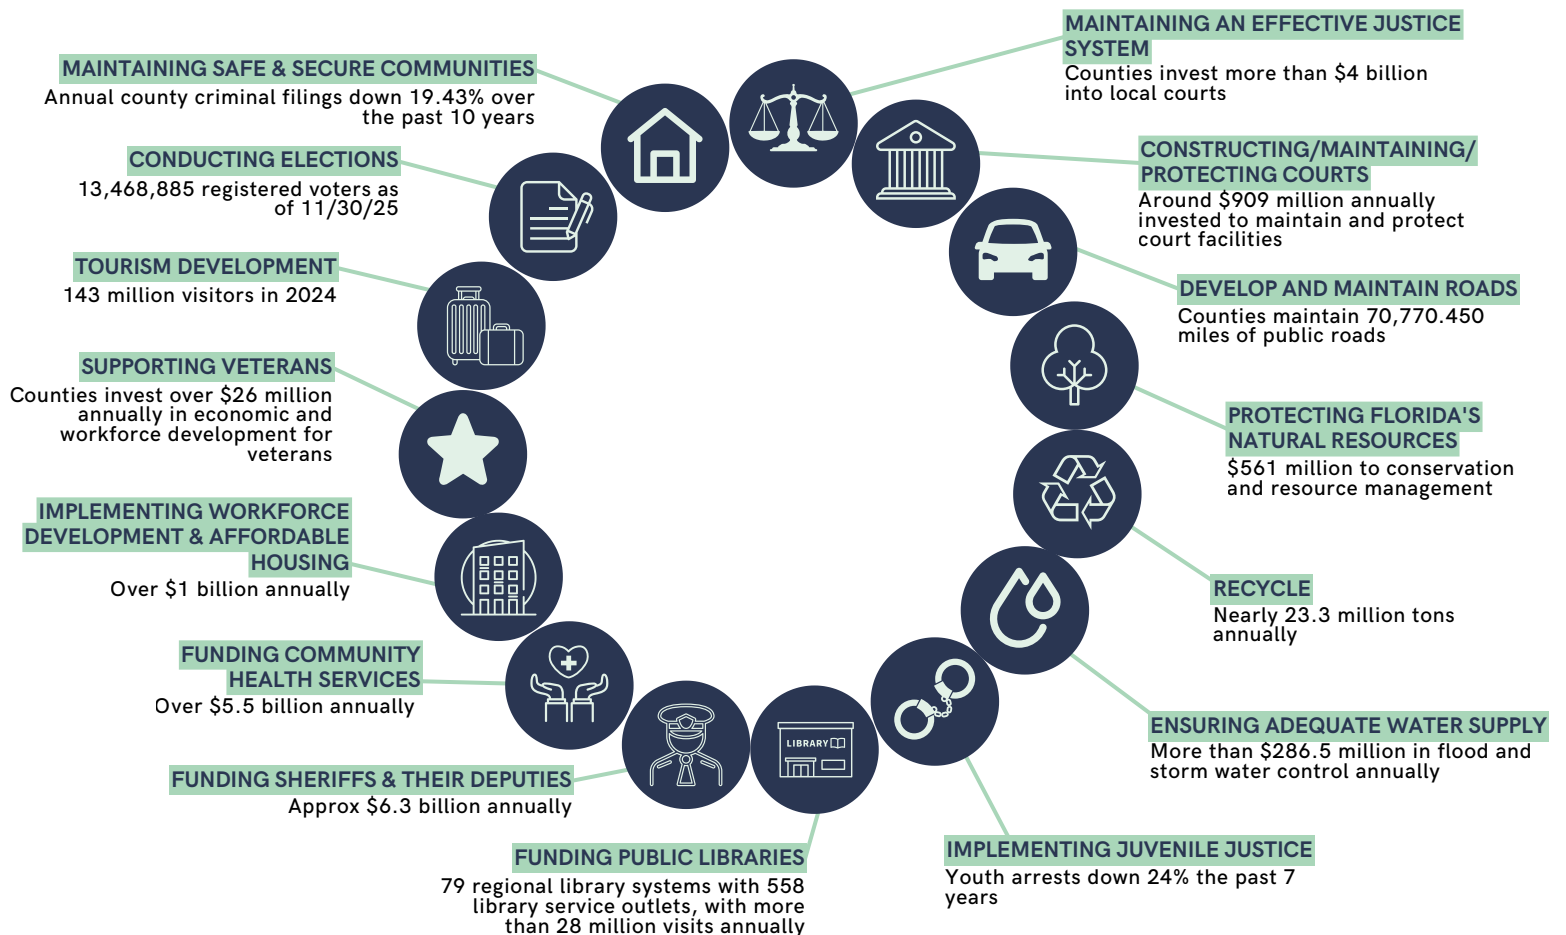 MAINTAINING AN EFFECTIVE JUSTICE
SYSTEM
Counties invest more than $4 billion
into local courts
CONSTRUCTING/MAINTAINING/
PROTECTING COURTS
Around $909 million annually
invested to maintain and protect
court facilities
DEVELOP AND MAINTAIN ROADS
Counties maintain 70,770.450
miles of public roads
PROTECTING FLORIDA'S
NATURAL RESOURCES
$561 million to conservation
and resource management
RECYCLE
Nearly 23.3 million tons
annually
ENSURING ADEQUATE WATER SUPPLY
More than $286.5 million in flood and
storm water control annually
IMPLEMENTING JUVENILE JUSTICE
Youth arrests down 24% the past 7
years
LIBRARY
FUNDING PUBLIC LIBRARIES
79 regional library systems with 558
library service outlets, with more
than 28 million visits annually
FUNDING SHERIFFS & THEIR DEPUTIES
Approx $6.3 billion annually
FUNDING COMMUNITY
HEALTH SERVICES
Over $5.5 billion annually
IMPLEMENTING WORKFORCE
DEVELOPMENT & AFFORDABLE
HOUSING
Over $1 billion annually
SUPPORTING VETERANS
Counties invest over $26 million
annually in economic and
workforce development for
veterans
TOURISM DEVELOPMENT
143 million visitors in 2024
CONDUCTING ELECTIONS
13,468,885 registered voters as
of 11/30/25
MAINTAINING SAFE & SECURE COMMUNITIES
Annual county criminal filings down 19.43% over
the past 10 years